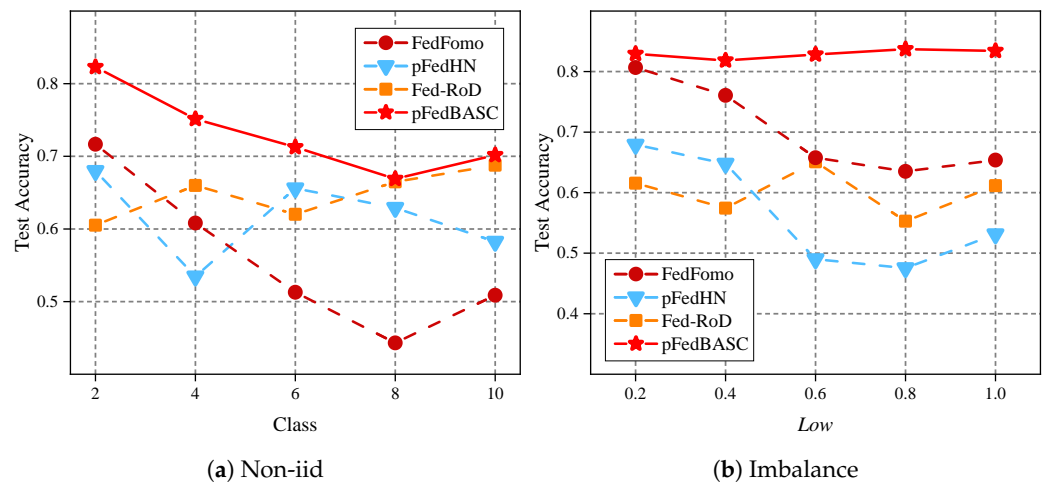 0.8
0.7
0.6
0.5
Test Accuracy
FedFomo
pFedHN
Fed-RoD
pFedBASC
2
4
6
8
10
Class
(a) Non-iid
0.8
0.7
0.6
0.5
0.4
Test Accuracy
FedFomo
pFedHN
Fed-RoD
pFedBASC
0.2
0.4
0.6
0.8
1.0
Low
(b) Imbalance